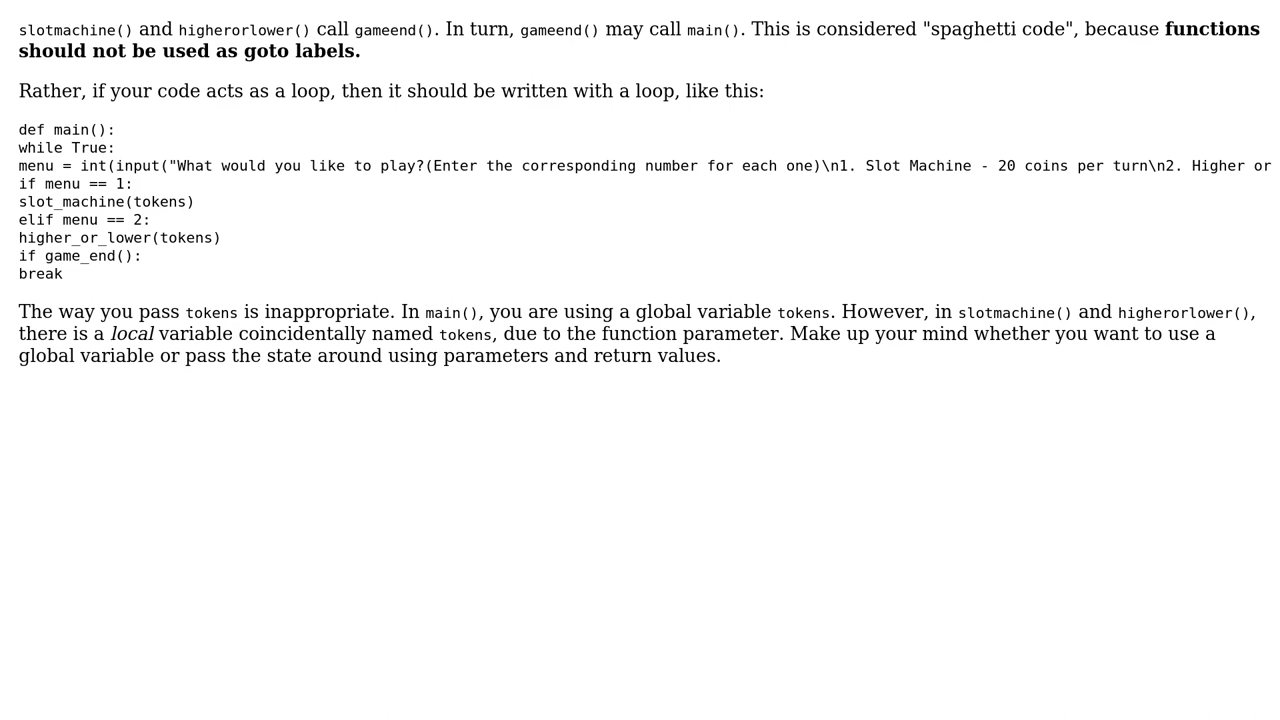 slotmachine() and higherorlower() call gameend(). In turn, gameend() may call main(). This is considered "spaghetti code", because functions
should not be used as goto labels.
Rather, if your code acts as a loop, then it should be written with a loop, like this:
def main():
while True:
menu = int(input("What would you like to play?(Enter the corresponding number for each one)\n1. Slot Machine - 20 coins per turn\n2. Higher or
if menu == 1:
slot_machine(tokens)
elif menu == 2:
higher_or_lower(tokens)
if game_end():
break
The way you pass tokens is inappropriate. In main(), you are using a global variable tokens. However, in slotmachine() and higherorlower(),
there is a local variable coincidentally named tokens, due to the function parameter. Make up your mind whether you want to use a
global variable or pass the state around using parameters and return values.